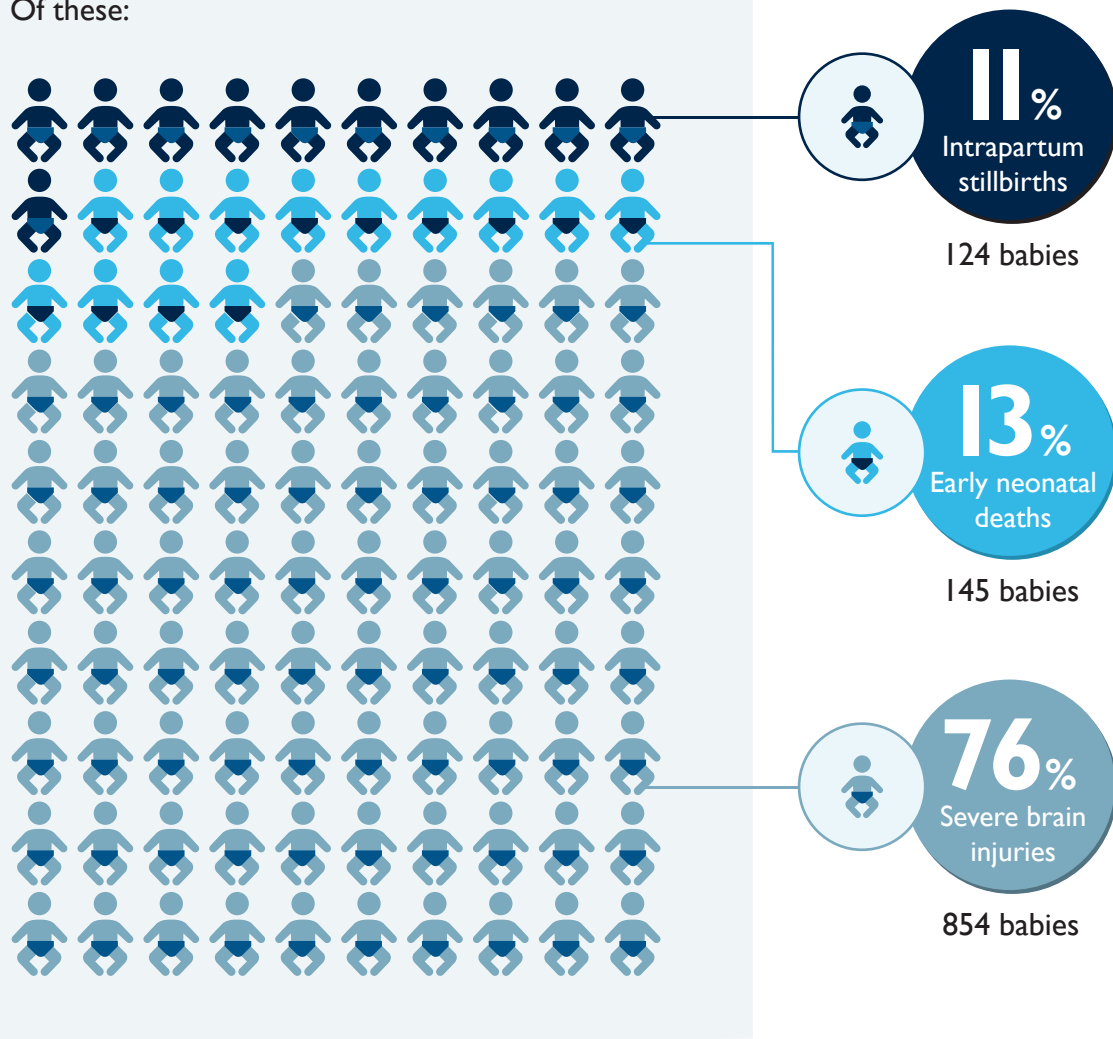 Of these:
11%
Intrapartum
stillbirths
124 babies
13%
Early neonatal
deaths
145 babies
76%
Severe brain
injuries
854 babies